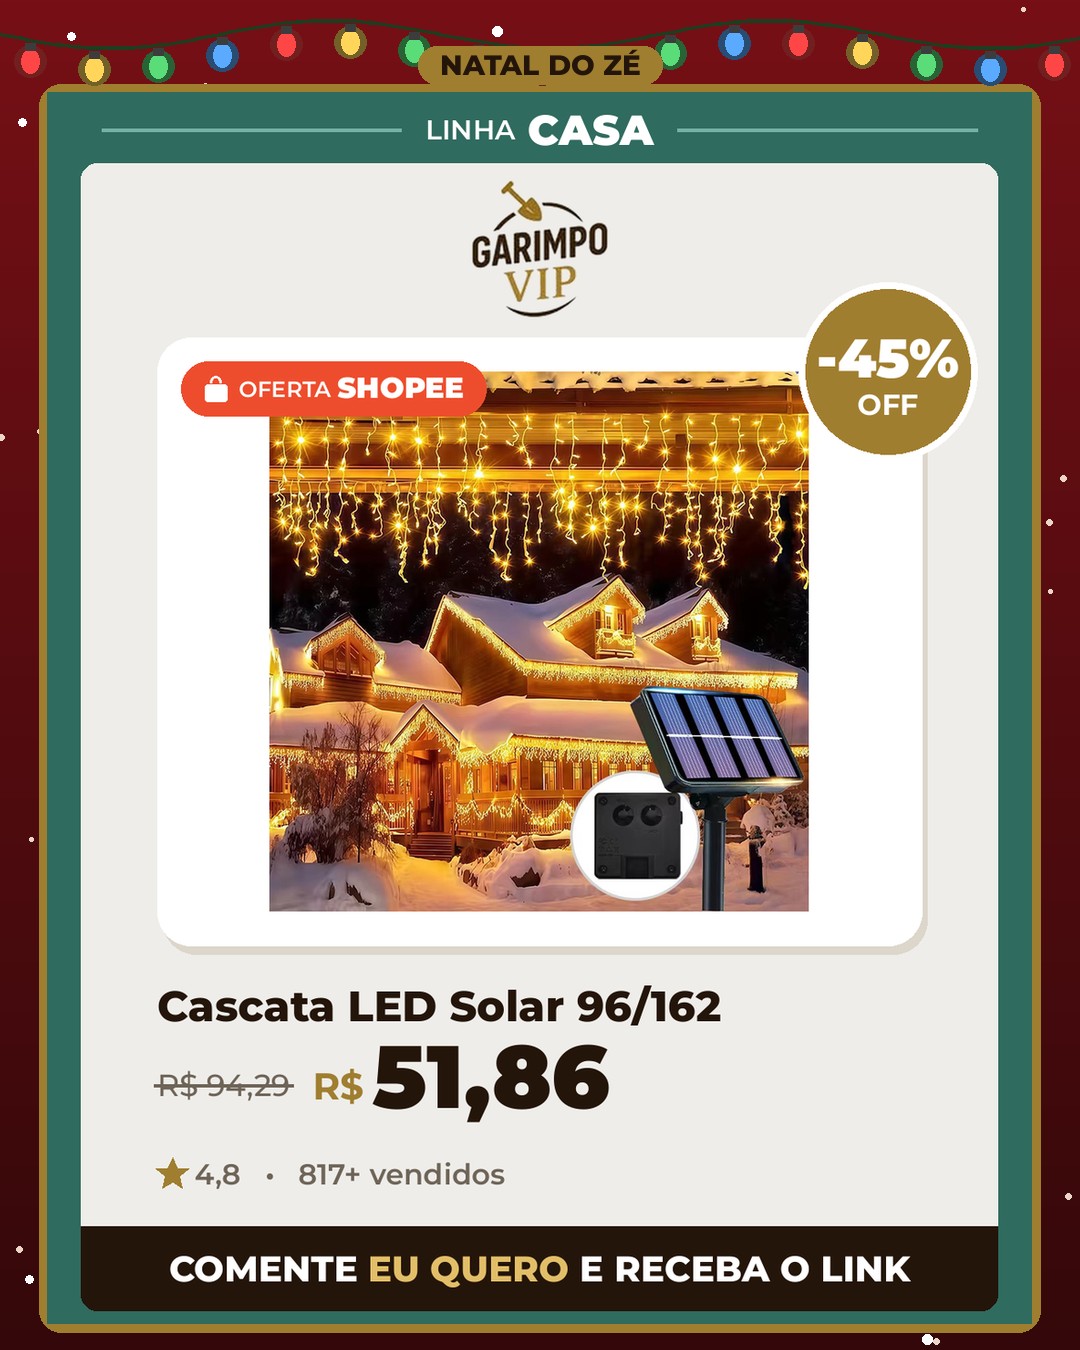 NATAL DO ZÉ
LINHA CASA
GARIMPO
VIP
-45%
OFF
OFERTA SHOPEE
Cascata LED Solar 96/162
R$ 94,29 R$ 51,86
4,8 • 817+ vendidos
COMENTE EU QUERO E RECEBA O LINK